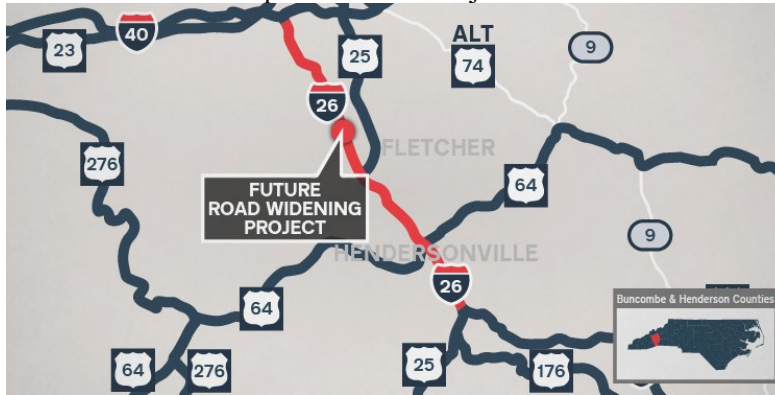 40
23
25
ALT
74
9
26
276
FLETCHER
64
FUTURE
ROAD WIDENING
PROJECT
9
HENDERSONVILLE
26
64
Buncombe & Henderson Counties
64
276
25
176